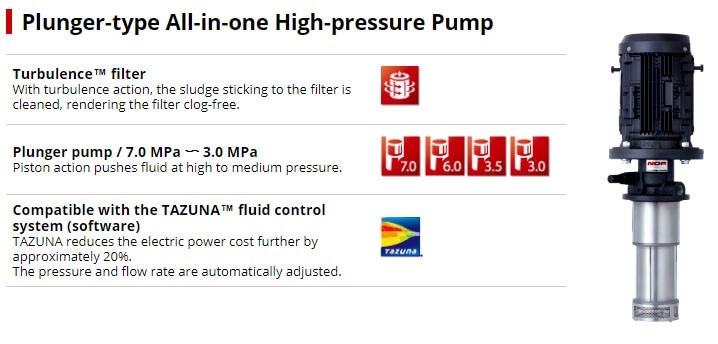 Plunger-type All-in-one High-pressure Pump
Turbulence™ filter
With turbulence action, the sludge sticking to the filter is
cleaned, rendering the filter clog-free.
Plunger pump / 7.0 MPa ∽ 3.0 MPa
Piston action pushes fluid at high to medium pressure.
7.0
6.0
3.5
3.0
Compatible with the TAZUNA™ fluid control
system (software)
TAZUNA reduces the electric power cost further by
approximately 20%.
The pressure and flow rate are automatically adjusted.
Tazuna
NOP